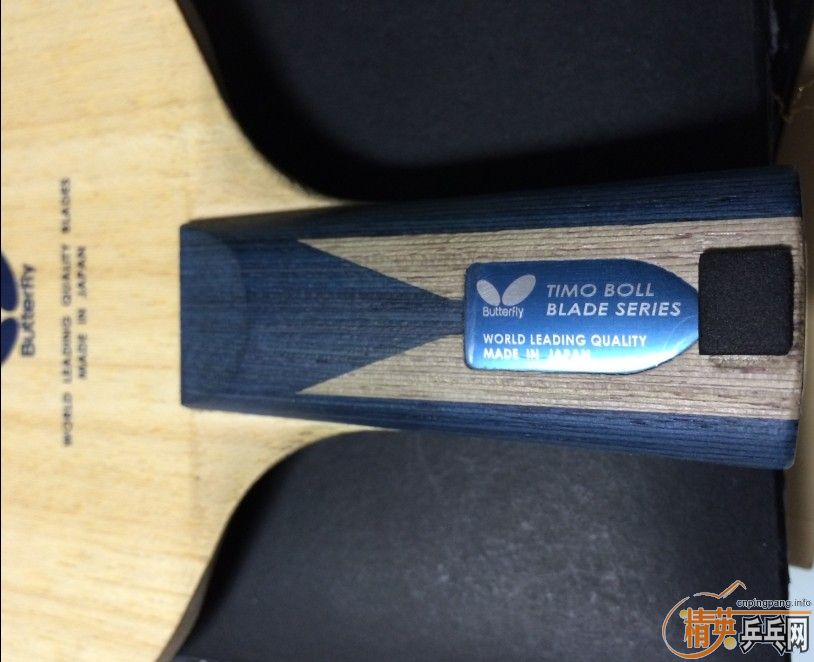 Butterfly
WORLD LEADING QUALITY BLADES
MADE IN JAPAN
Butterfly
TIMO BOLL
BLADE SERIES
WORLD LEADING QUALITY
MADE IN JAPAN
cnpingpang.info
精英乒乓网